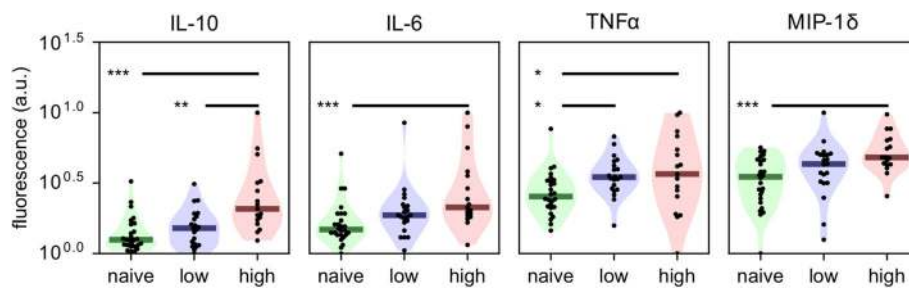 IL-10 IL-6 TNFα MIP-1δ
10^1.5
***
*
10^1.0
** *** * ***
10^0.5
10^0.0
fluorescence (a.u.)
naive low high naive low high naive low high naive low high